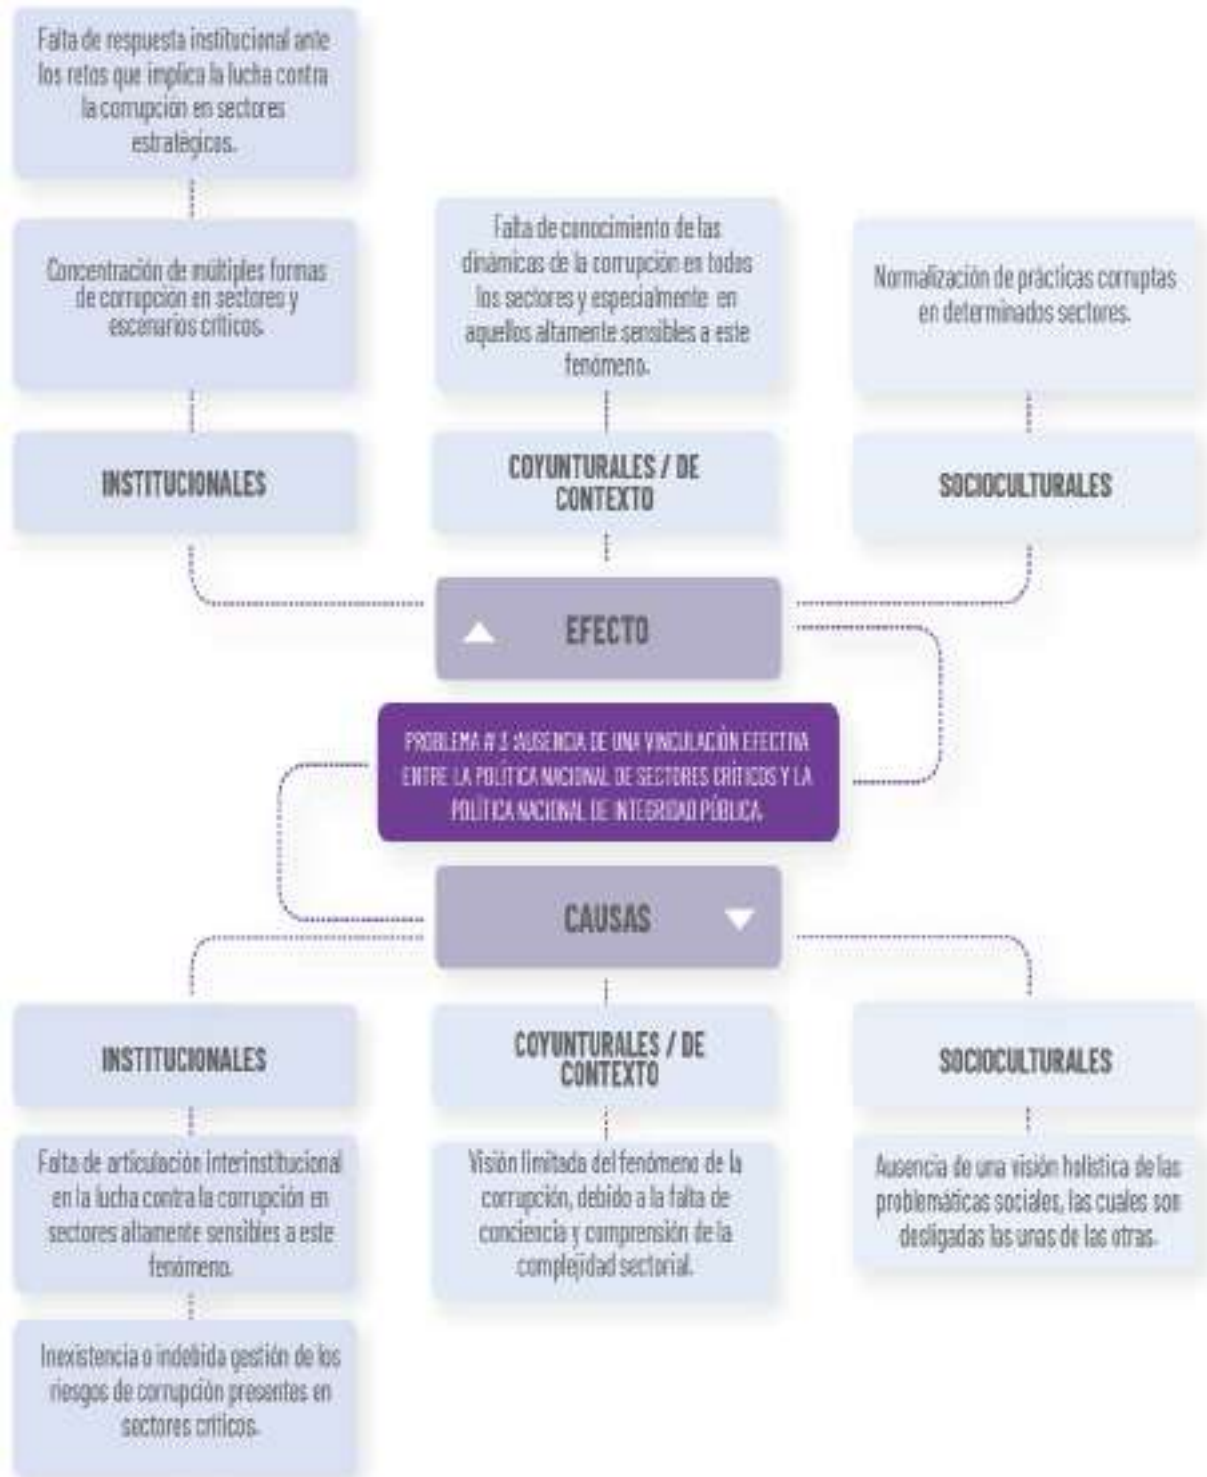 Falta de respuesta institucional ante
los retos que implica la lucha contra
la corrupción en sectores
estratégicos.
Concentración de múltiples formas
de corrupción en sectores y
escenarios críticos.
INSTITUCIONALES
Falta de conocimiento de las
dinámicas de la corrupción en todos
los sectores y especialmente en
aquellos altamente sensibles a este
fenómeno.
COYUNTURALES / DE
CONTEXTO
Normalización de prácticas corruptas
en determinados sectores.
SOCIOCULTURALES
EFECTO
PROBLEMA # :AUSENCIA DE UNA VINCULACIÓN EFECTIVA
ENTRE LA POLÍTICA NACIONAL DE SECTORES CRÍTICOS Y LA
POLÍTICA NACIONAL DE INTEGRIDAD PÚBLICA.
CAUSAS
INSTITUCIONALES
Falta de articulación interinstitucional
en la lucha contra la corrupción en
sectores altamente sensibles a este
fenómeno.
Inexistencia o indebida gestión de los
riesgos de corrupción presentes en
sectores críticos.
COYUNTURALES / DE
CONTEXTO
Visión limitada del fenómeno de la
corrupción, debido a la falta de
conciencia y comprensión de la
complejidad sectorial.
SOCIOCULTURALES
Ausencia de una visión holística de las
problemáticas sociales, las cuales son
desligadas las unas de las otras.